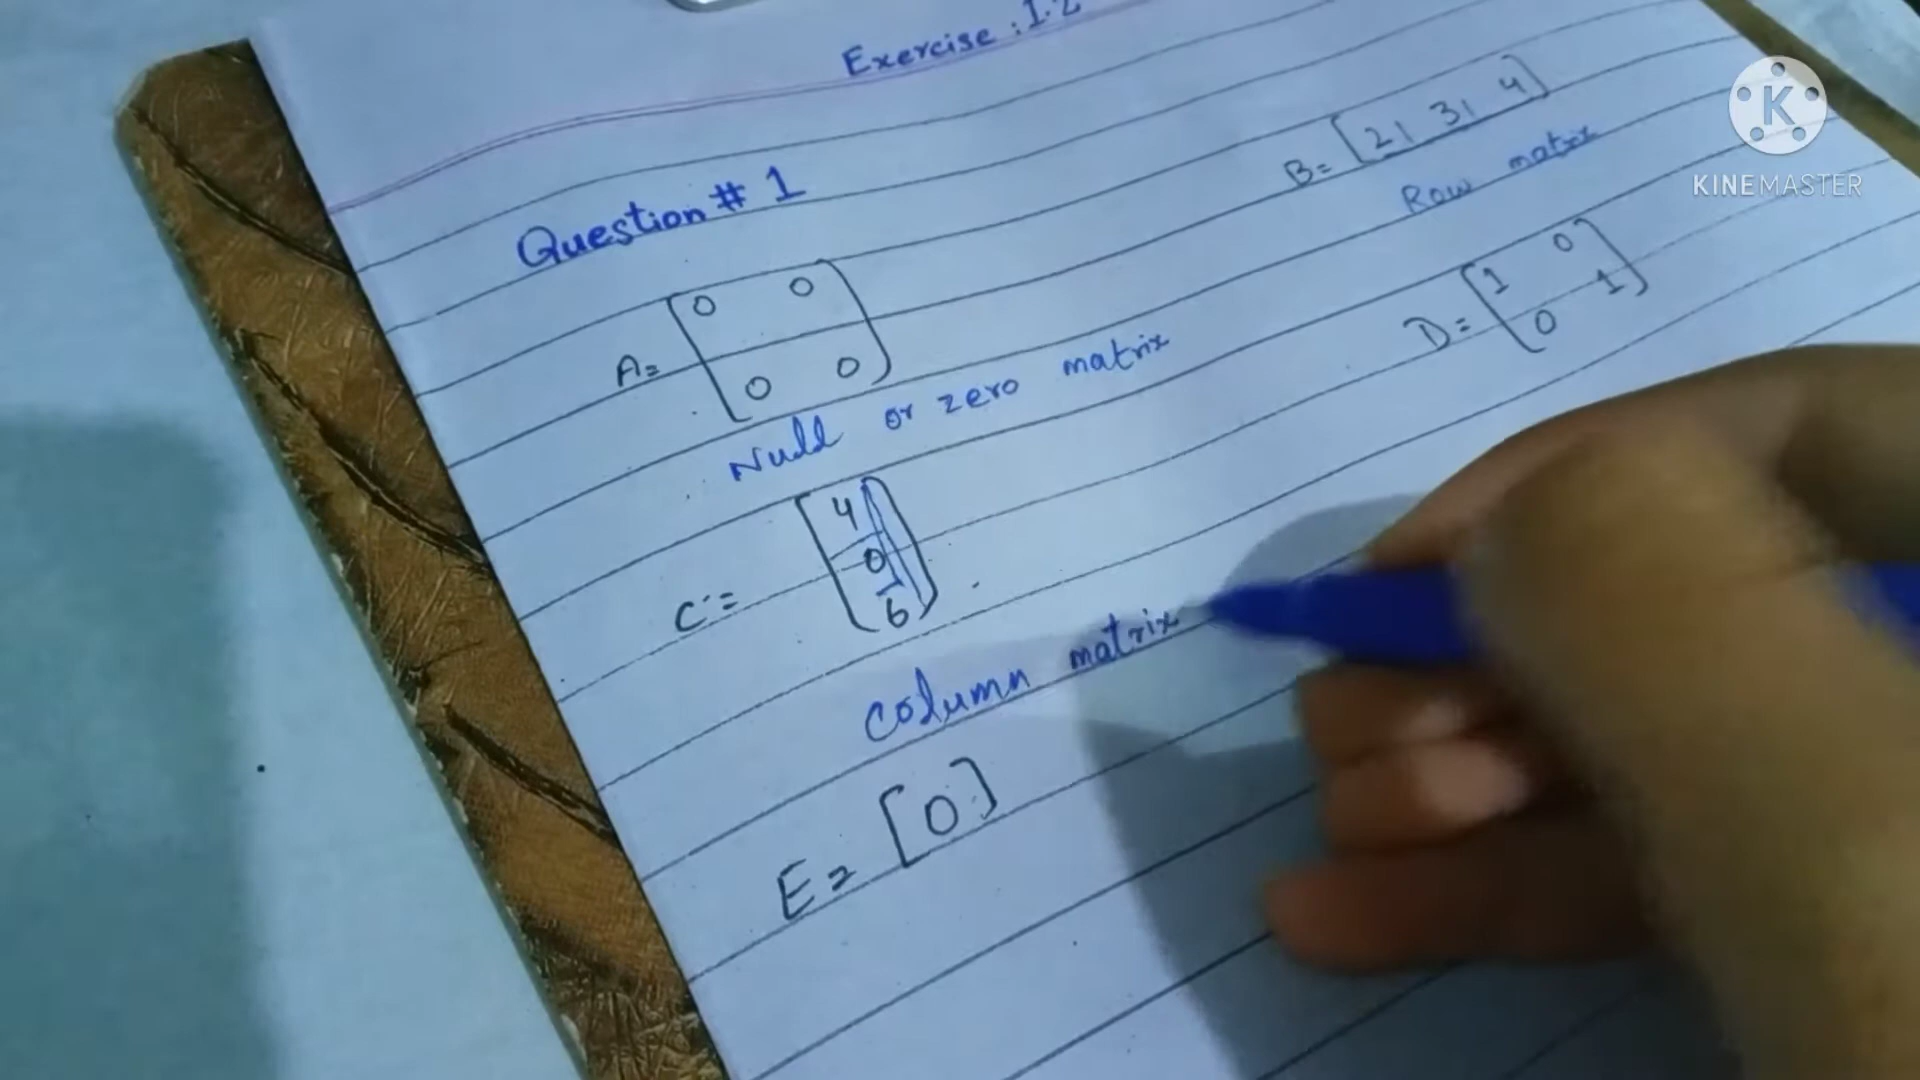 Exercise : 1.2
Question # 1
A= [0 0
0 0]
Null or zero matrix
B= [2 | 3 | 4]
Row matrix
C = [4
0
6]
Column matrix
D = [1 0
0 1]
E = [0]
K
KINEMASTER